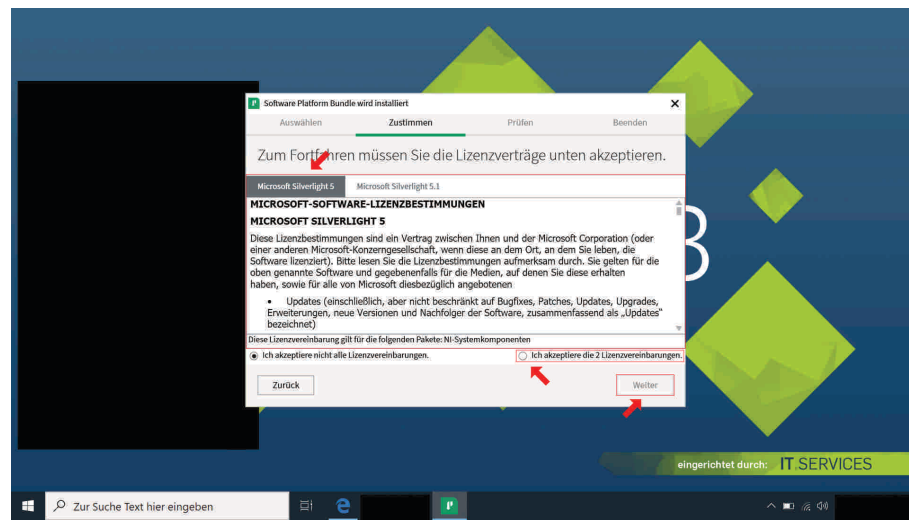 Software Platform Bundle wird installiert
Auswählen Zustimmen Prüfen Beenden
Zum Fortfahren müssen Sie die Lizenzverträge unten akzeptieren.
Microsoft Silverlight 5 Microsoft Silverlight 5.1
MICROSOFT-SOFTWARE-LIZENZBESTIMMUNGEN
MICROSOFT SILVERLIGHT 5
Diese Lizenzbestimmungen sind ein Vertrag zwischen Ihnen und der Microsoft Corporation (oder
einer anderen Microsoft-Konzerngesellschaft, wenn diese an dem Ort, an dem Sie leben, die
Software lizenziert). Bitte lesen Sie die Lizenzbestimmungen aufmerksam durch. Sie gelten für die
oben genannte Software und gegebenenfalls für die Medien, auf denen Sie diese erhalten
haben, sowie für alle von Microsoft diesbezüglich angebotenen
• Updates (einschließlich, aber nicht beschränkt auf Bugfixes, Patches, Updates, Upgrades,
Erweiterungen, neue Versionen und Nachfolger der Software, zusammenfassend als „Updates"
bezeichnet)
Diese Lizenzvereinbarung gilt für die folgenden Pakete: NI-Systemkomponenten
Ich akzeptiere nicht alle Lizenzvereinbarungen. Ich akzeptiere die 2 Lizenzvereinbarungen.
Zurück Weiter
eingerichtet durch: IT.SERVICES
Zur Suche Text hier eingeben